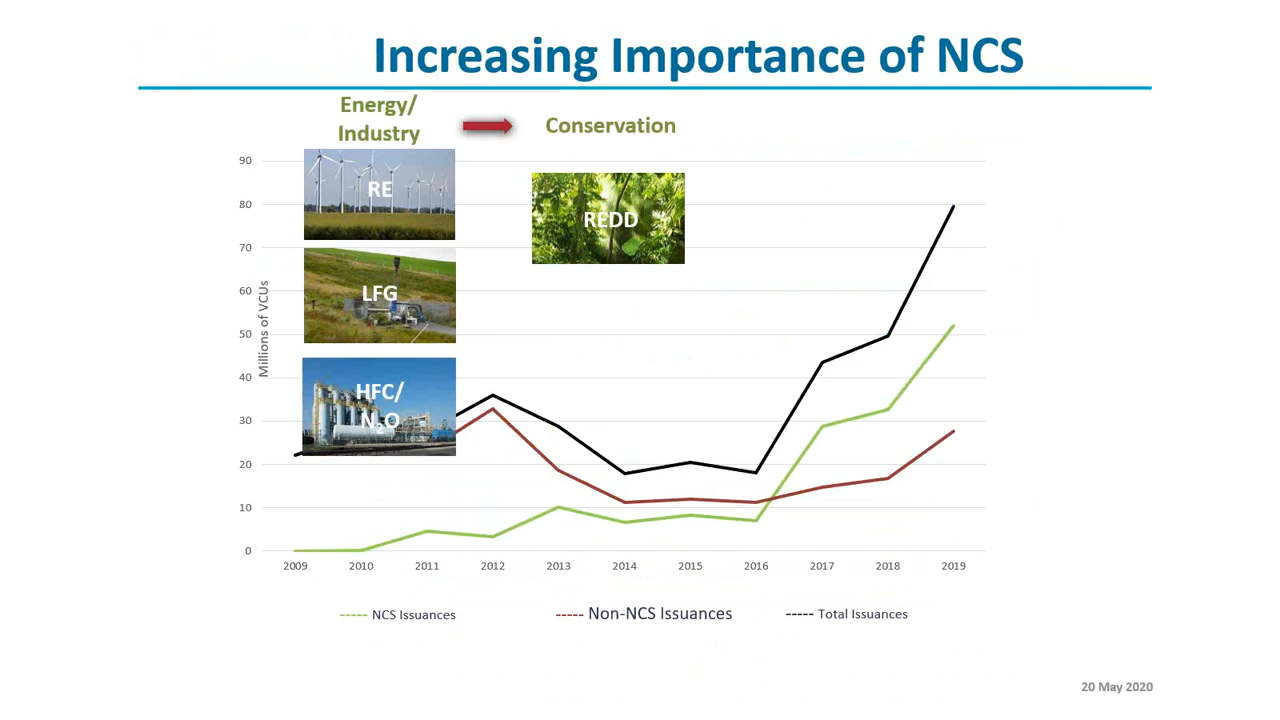 Increasing Importance of NCS
Energy/
Industry
Conservation
RE
REDD
LFG
HFC/
N₂O
Millions of VCUs
90
80
70
60
50
40
30
20
10
0
2009 2010 2011 2012 2013 2014 2015 2016 2017 2018 2019
NCS Issuances Non-NCS Issuances Total Issuances
20 May 2020